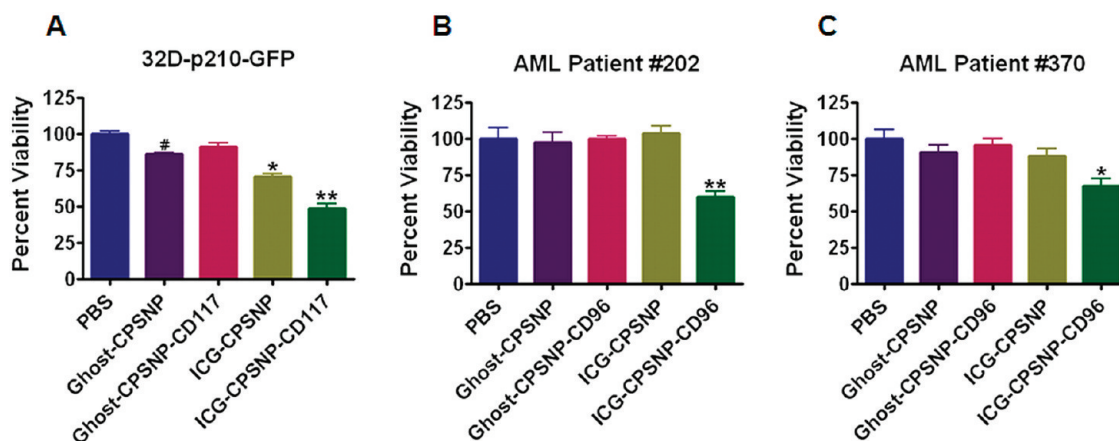 A
32D-p210-GFP
Percent Viability
125
100
75
50
25
0
#
*
**
PBS
Ghost-CPSNP
Ghost-CPSNP-CD117
ICG-CPSNP
ICG-CPSNP-CD117
B
AML Patient #202
Percent Viability
125
100
75
50
25
0
**
PBS
Ghost-CPSNP
Ghost-CPSNP-CD96
ICG-CPSNP
ICG-CPSNP-CD96
C
AML Patient #370
Percent Viability
125
100
75
50
25
0
*
PBS
Ghost-CPSNP
Ghost-CPSNP-CD96
ICG-CPSNP
ICG-CPSNP-CD96